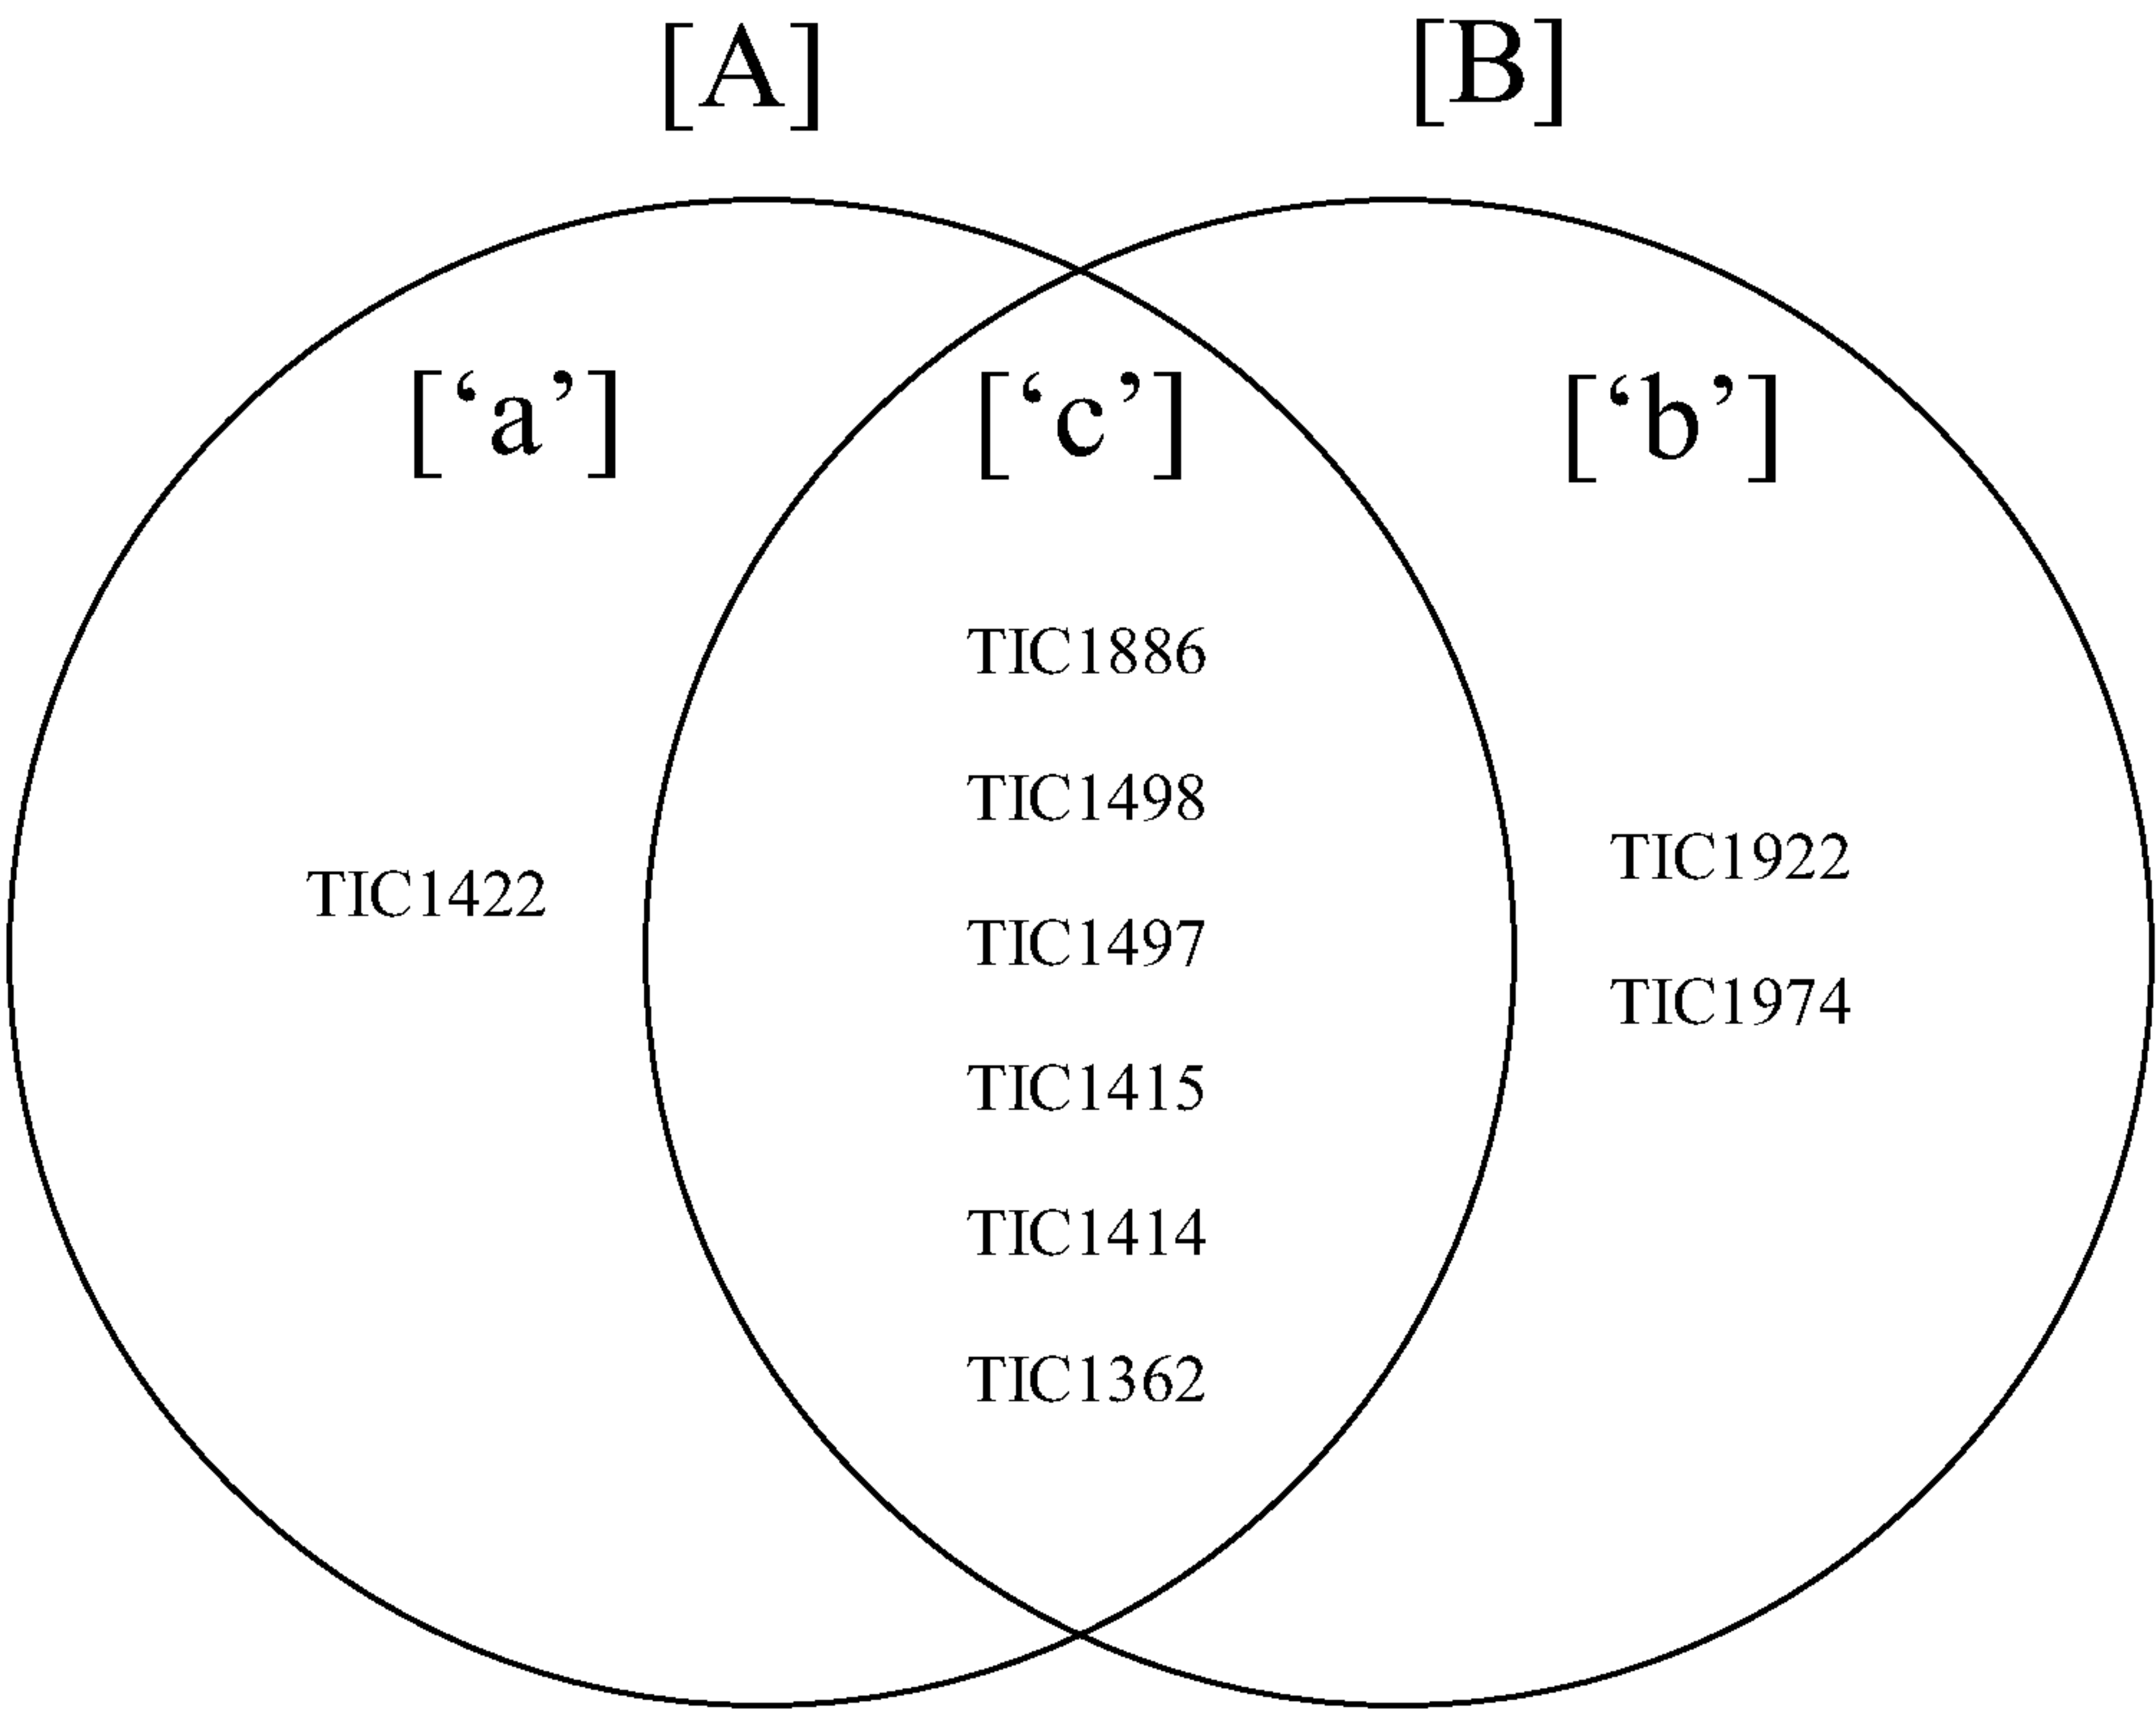 [A]
[B]
[‘a’]
[‘c’]
[‘b’]
TIC1886
TIC1498
TIC1922
TIC1422
TIC1497
TIC1974
TIC1415
TIC1414
TIC1362